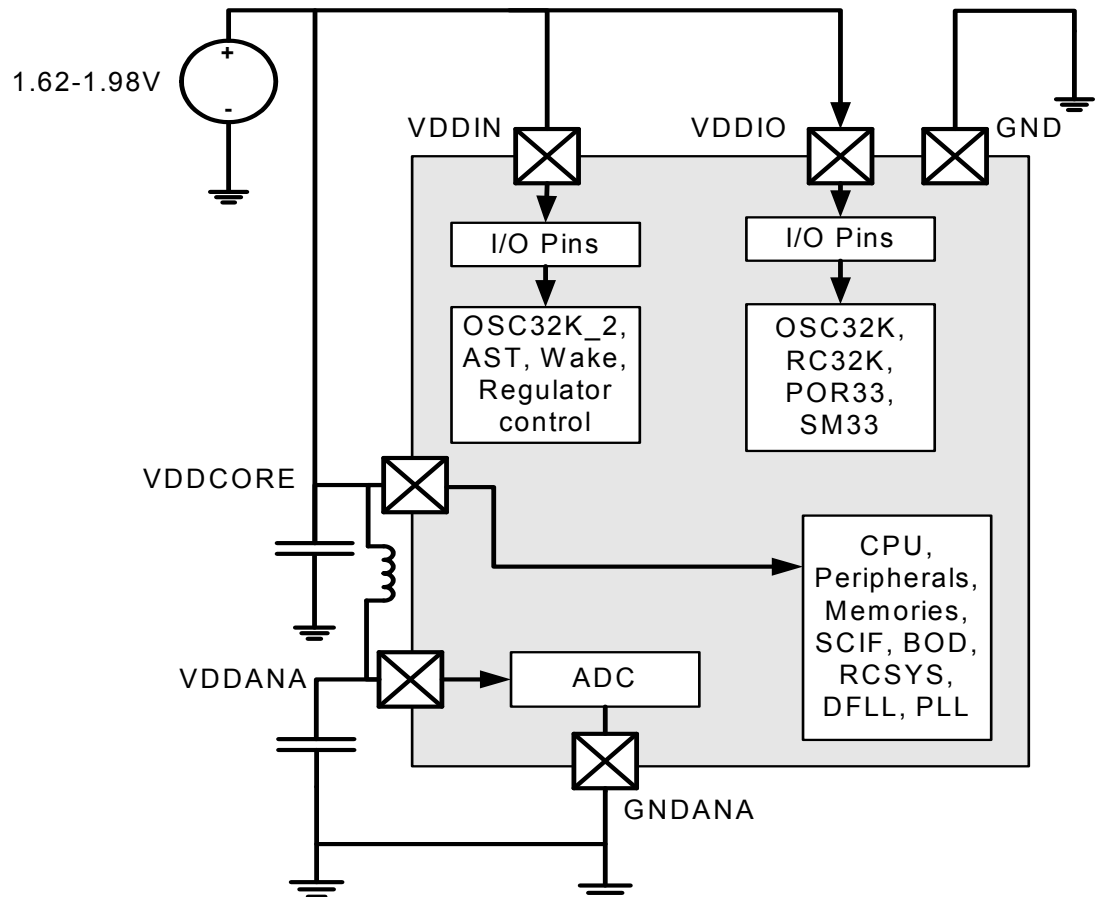 1.62-1.98V
+
-
VDDIN
VDDIO
GND
I/O Pins
I/O Pins
OSC32K_2,
AST, Wake,
Regulator
control
OSC32K,
RC32K,
POR33,
SM33
VDDCORE
CPU,
Peripherals,
Memories,
SCIF, BOD,
RCSYS,
DFLL, PLL
VDDANA
ADC
GNDANA